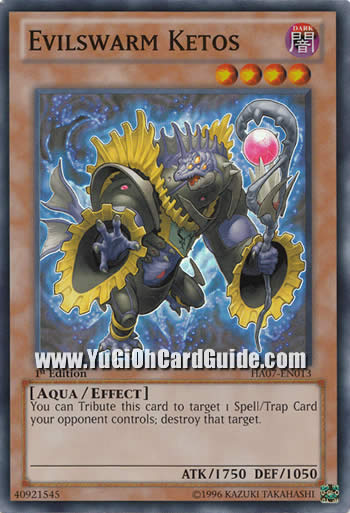 EVILSWARM KETOS
DARK
闇
www.YuGiOhCardGuide.com
1st Edition
HA07-EN013
[AQUA / EFFECT]
You can Tribute this card to target 1 Spell/Trap Card
your opponent controls; destroy that target.
ATK/1750 DEF/1050
40921545
©1996 KAZUKI TAKAHASHI